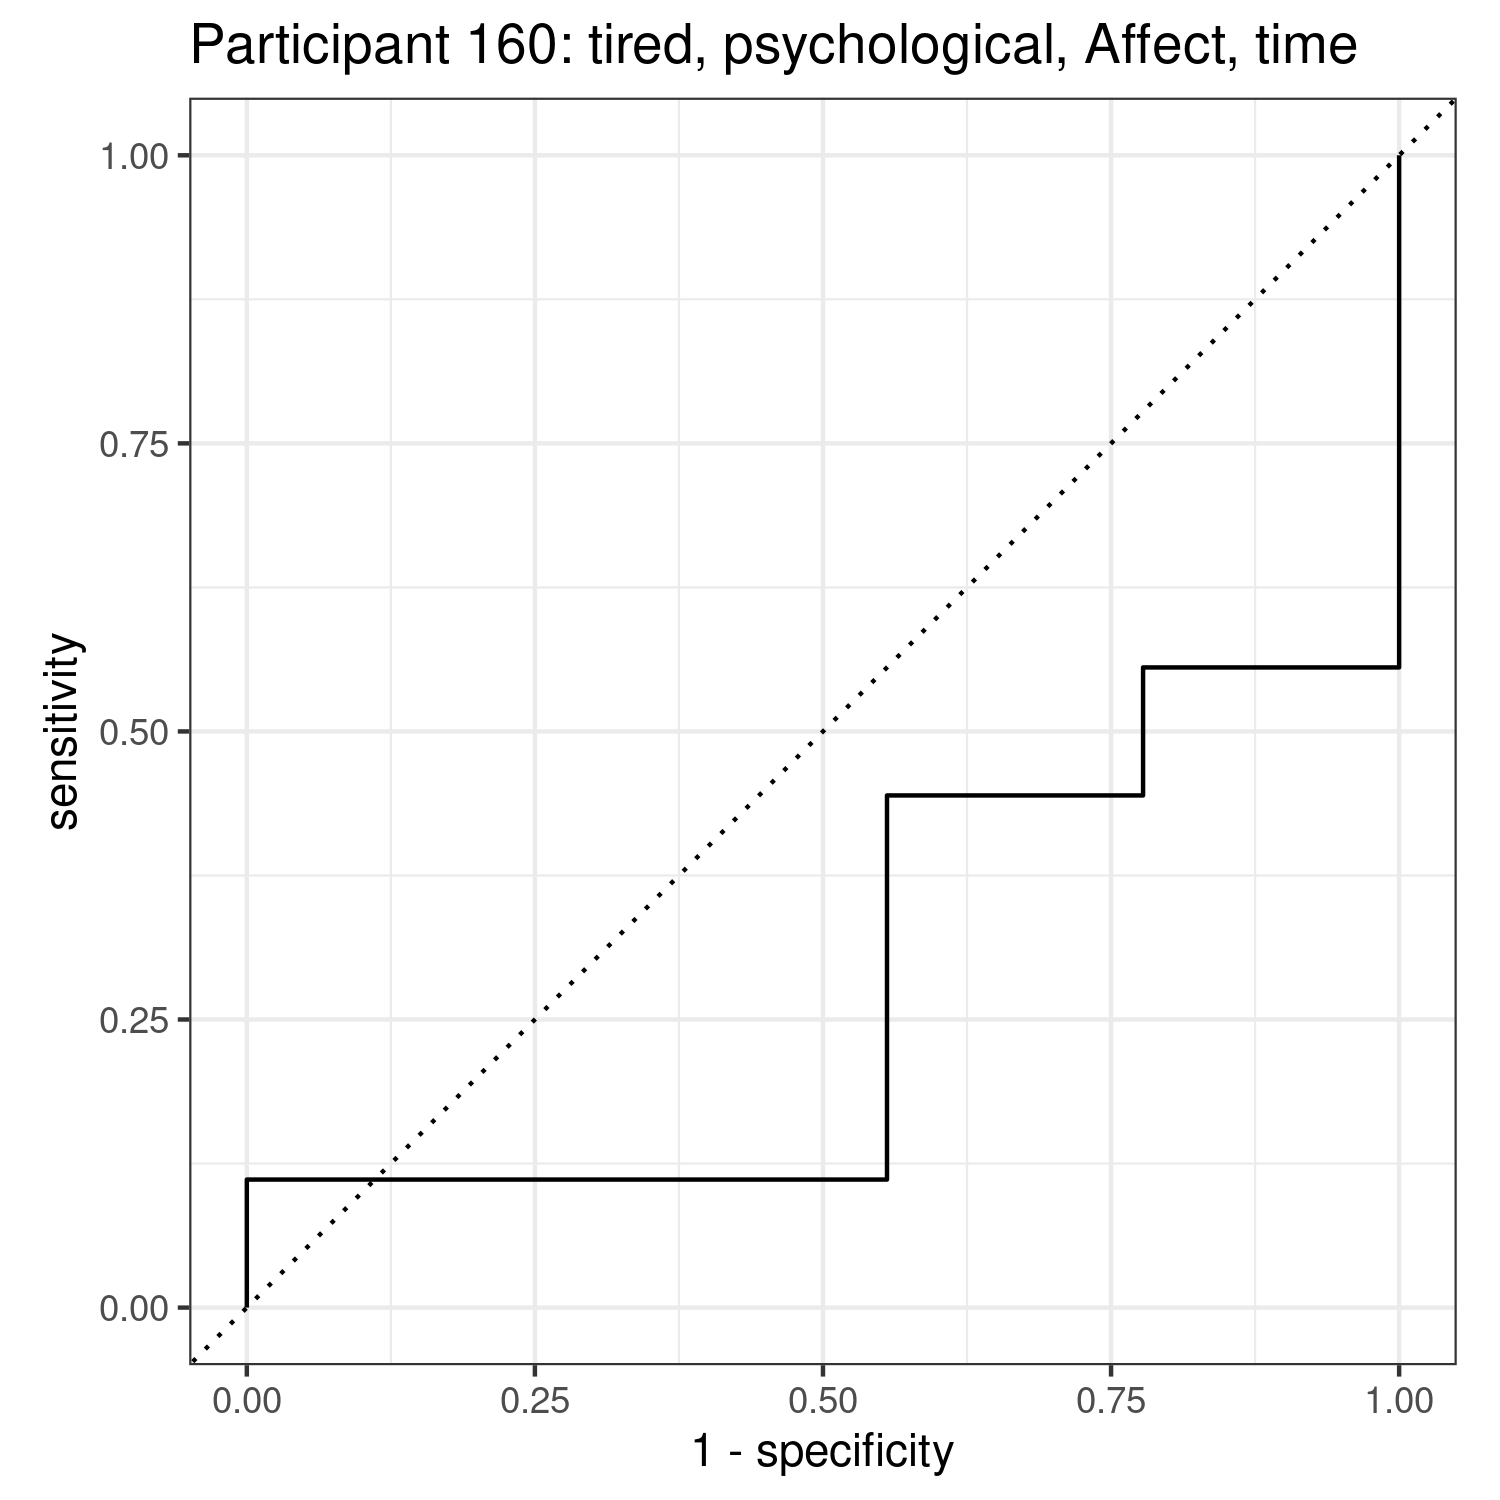 Participant 160: tired, psychological, Affect, time
sensitivity
1.00
0.75
0.50
0.25
0.00
0.00 0.25 0.50 0.75 1.00
1 - specificity